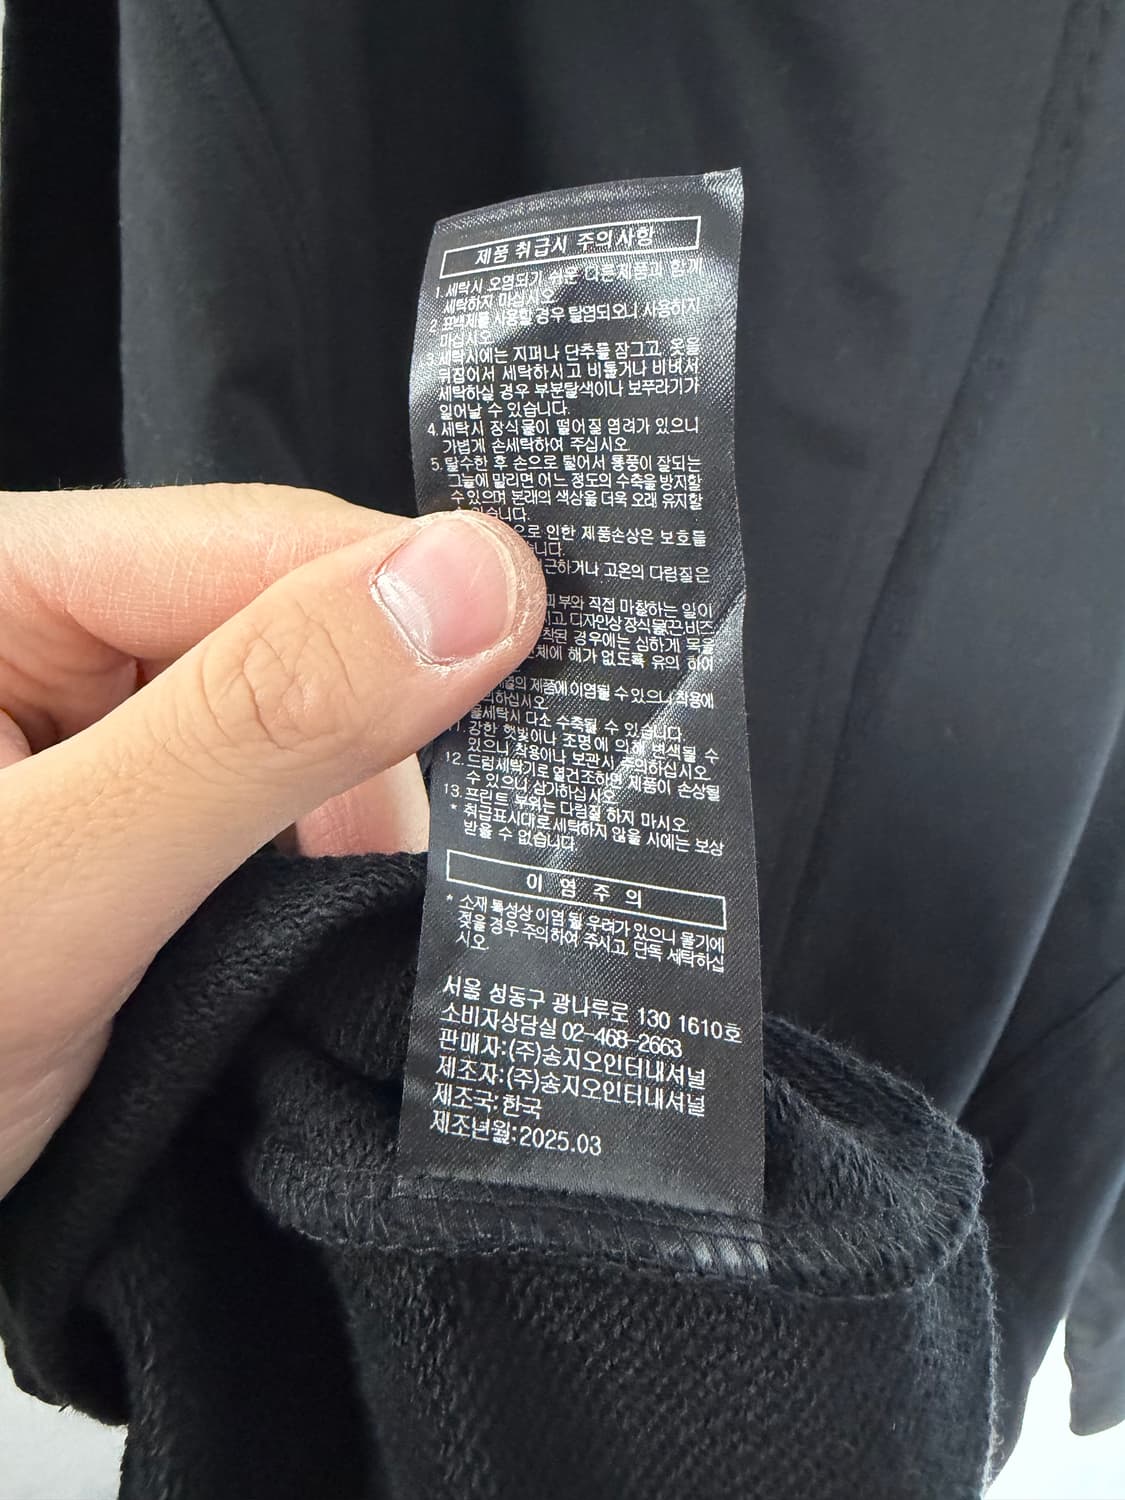 제품 취급시 주의사항
1. 세탁시 오염되기 쉬운 다른제품과 함께
세탁하지 마십시오.
2. 표백제를 사용할 경우 탈염되오니 사용하지
마십시오.
3. 세탁시에는 지퍼나 단추를 잠그고, 옷을
뒤집어서 세탁하시고 비틀거나 비벼서
세탁하실 경우 부분탈색이나 보푸라기가
일어날 수 있습니다.
4. 세탁시 장식물이 떨어질 염려가 있으니
가볍게 손세탁하여 주십시오.
5. 탈수한 후 손으로 털어서 통풍이 잘되는
그늘에 말리면 어느 정도의 수축을 방지할
수 있으며 본래의 색상을 더욱 오래 유지할
수 있습니다.
으로 인한 제품손상은 보호를
니다.
근하거나 고온의 다림질은
피부와 직접 마찰하는 일이
시고, 디자인상 장식물,끈,비즈
착된 경우에는 심하게 목을
체에 해가 없도록 유의 하여
의 제품에 이염될 수 있으니 착용에
의하십시오.
물세탁시 다소 수축될 수 있습니다.
11. 강한 햇빛이나 조명에 의해 변색될 수
있으니 착용이나 보관시 주의하십시오.
12. 드럼세탁기로 열건조하면 제품이 손상될
수 있으니 삼가하십시오.
13. 프린트 부위는 다림질 하지 마시오.
* 취급표시대로 세탁하지 않을 시에는 보상
받을 수 없습니다.
이 염 주 의
* 소재 특성상 이염 될 우려가 있으니 물기에
젖을 경우 주의하여 주시고, 단독 세탁하십
시오.
서울 성동구 광나루로 130 1610호
소비자상담실 02-468-2663
판매자:(주)송지오인터내셔널
제조자:(주)송지오인터내셔널
제조국: 한국
제조년월:2025.03